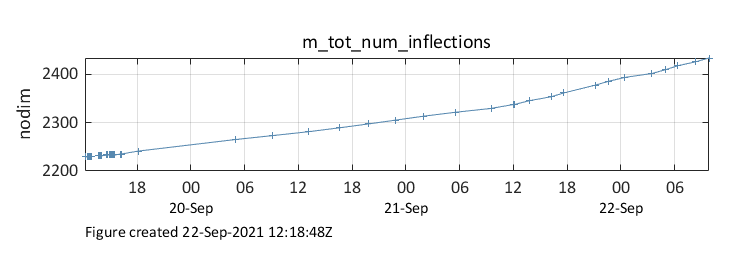 m_tot_num_inflections
nodim
2400
2300
2200
18 00 06 12 18 00 06 12 18 00 06
20-Sep 21-Sep 22-Sep
Figure created 22-Sep-2021 12:18:48Z